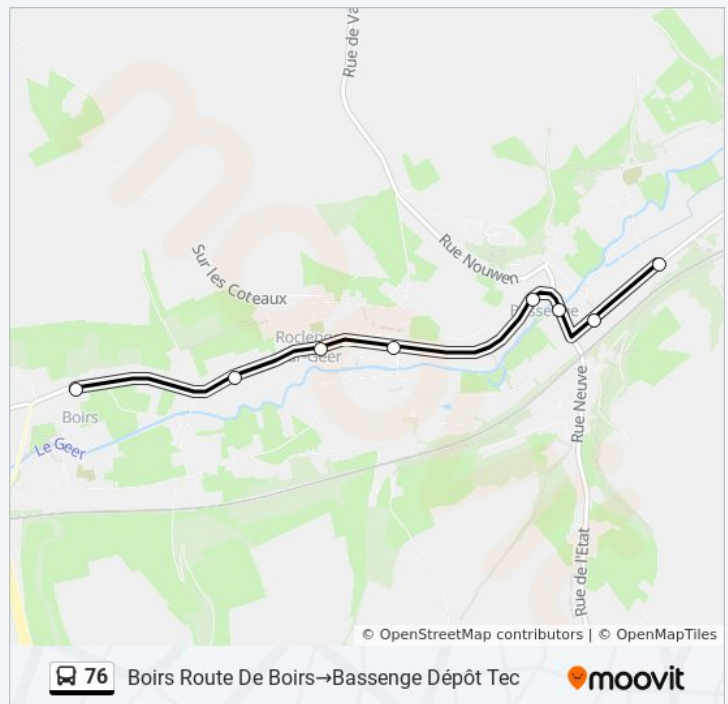 Rue de Va
Rue Nouwen
Sur les Coteaux
Bassenge
Roclenge
-sur-Geer
Boirs
Le Geer
Rue Neuve
Rue de l'Etat
© OpenStreetMap contributors | © OpenMapTiles
76 Boirs Route De Boirs→Bassenge Dépôt Tec moovit